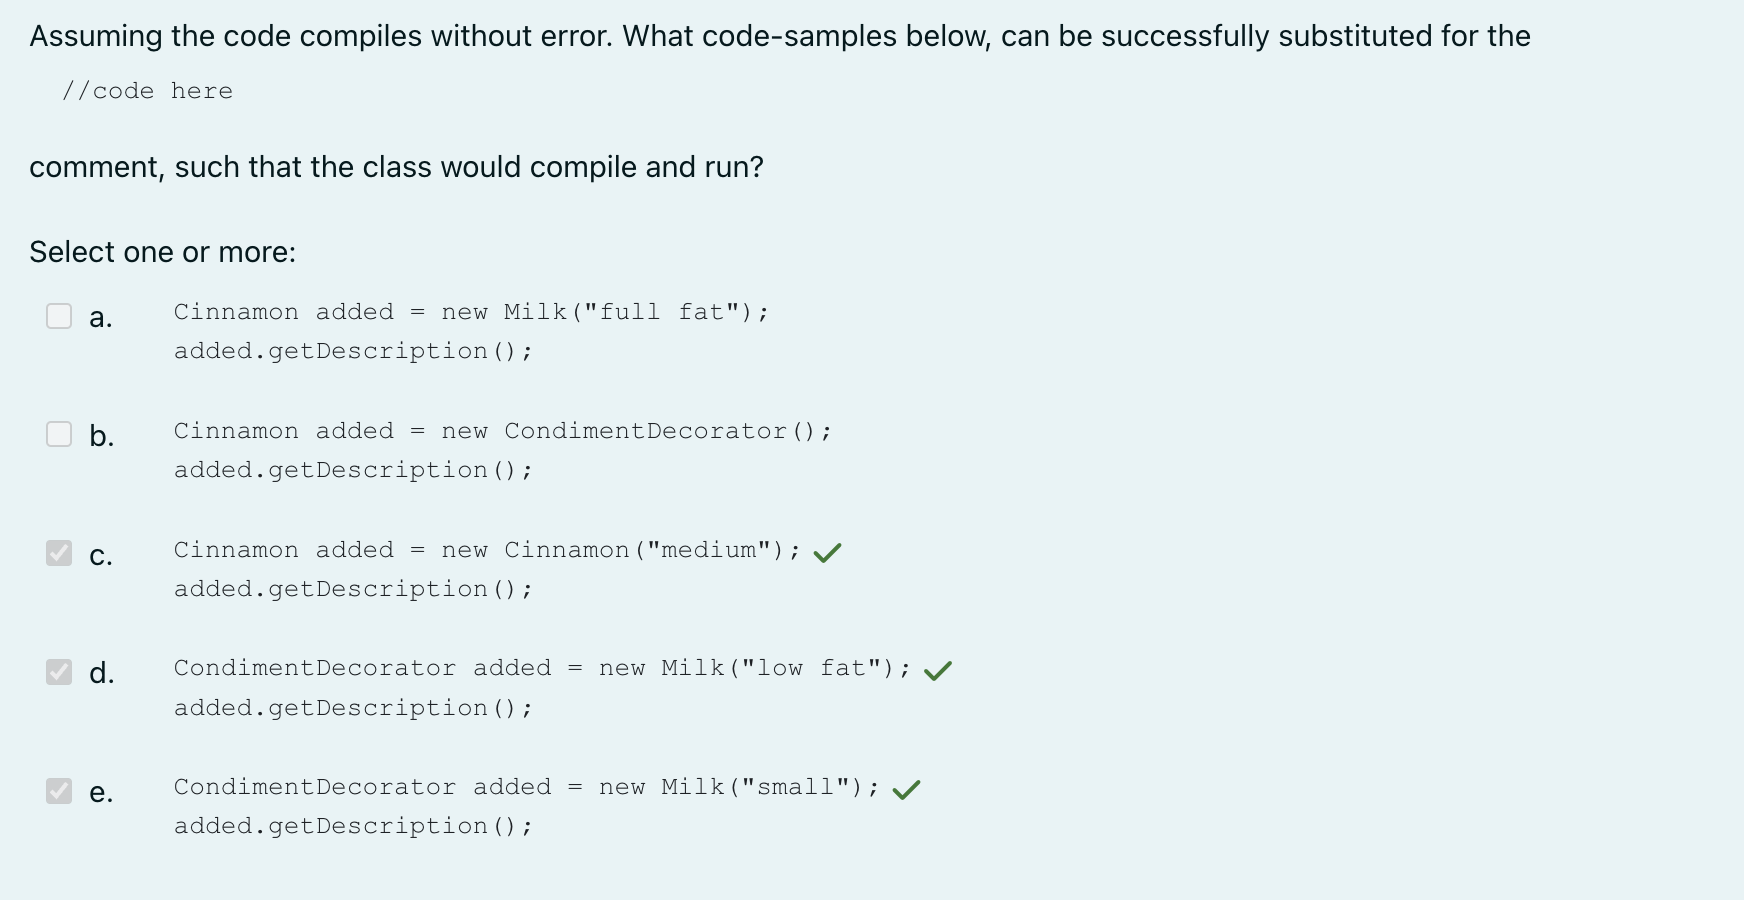 Assuming the code compiles without error. What code-samples below, can be successfully substituted for the
//code here
comment, such that the class would compile and run?
Select one or more:
a. Cinnamon added = new Milk("full fat");
added.getDescription();
b. Cinnamon added = new CondimentDecorator();
added.getDescription();
c. Cinnamon added = new Cinnamon("medium");
added.getDescription();
d. CondimentDecorator added = new Milk("low fat");
added.getDescription();
e. CondimentDecorator added = new Milk("small");
added.getDescription();